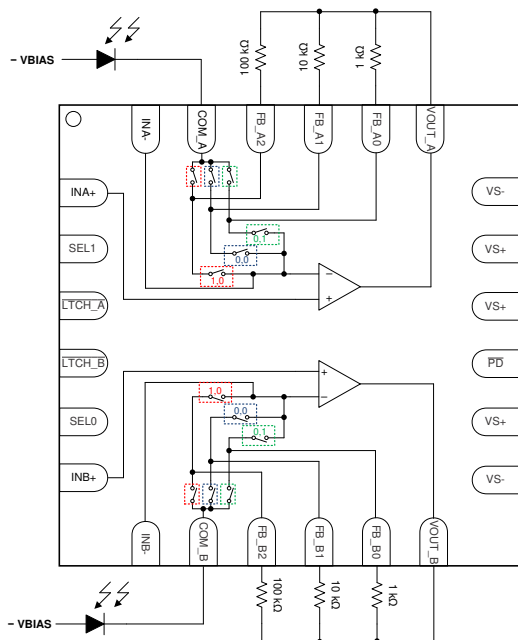 - VBIAS
100 kΩ
10 kΩ
1 kΩ
INA-
COM_A
FB_A2
FB_A1
FB_A0
VOUT_A
INA+
VS-
0,1
SEL1
0,0
VS+
1,0
−
+
LTCH_A
VS+
LTCH_B
PD
+
−
1,0
0,0
SEL0
0,1
VS+
INB+
VS-
INB-
COM_B
FB_B2
FB_B1
FB_B0
VOUT_B
100 kΩ
10 kΩ
1 kΩ
- VBIAS